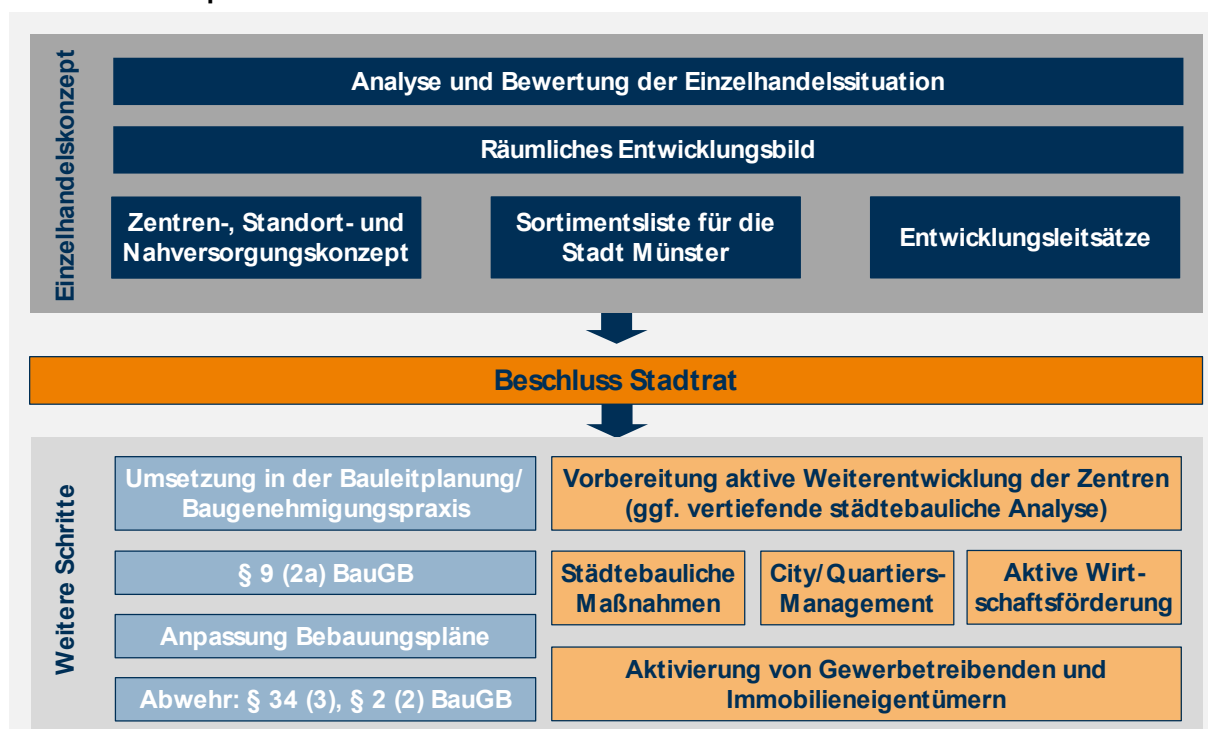 Einzelhandelskonzept
Analyse und Bewertung der Einzelhandelssituation
Räumliches Entwicklungsbild
Zentren-, Standort- und
Nahversorgungskonzept
Sortimentsliste für die
Stadt Münster
Entwicklungsleitsätze
Beschluss Stadtrat
Weitere Schritte
Umsetzung in der Bauleitplanung/
Baugenehmigungspraxis
§ 9 (2a) BauGB
Anpassung Bebauungspläne
Abwehr: § 34 (3), § 2 (2) BauGB
Vorbereitung aktive Weiterentwicklung der Zentren
(ggf. vertiefende städtebauliche Analyse)
Städtebauliche
Maßnahmen
City/Quartiers-
Management
Aktive Wirt-
schaftsförderung
Aktivierung von Gewerbetreibenden und
Immobilieneigentümern